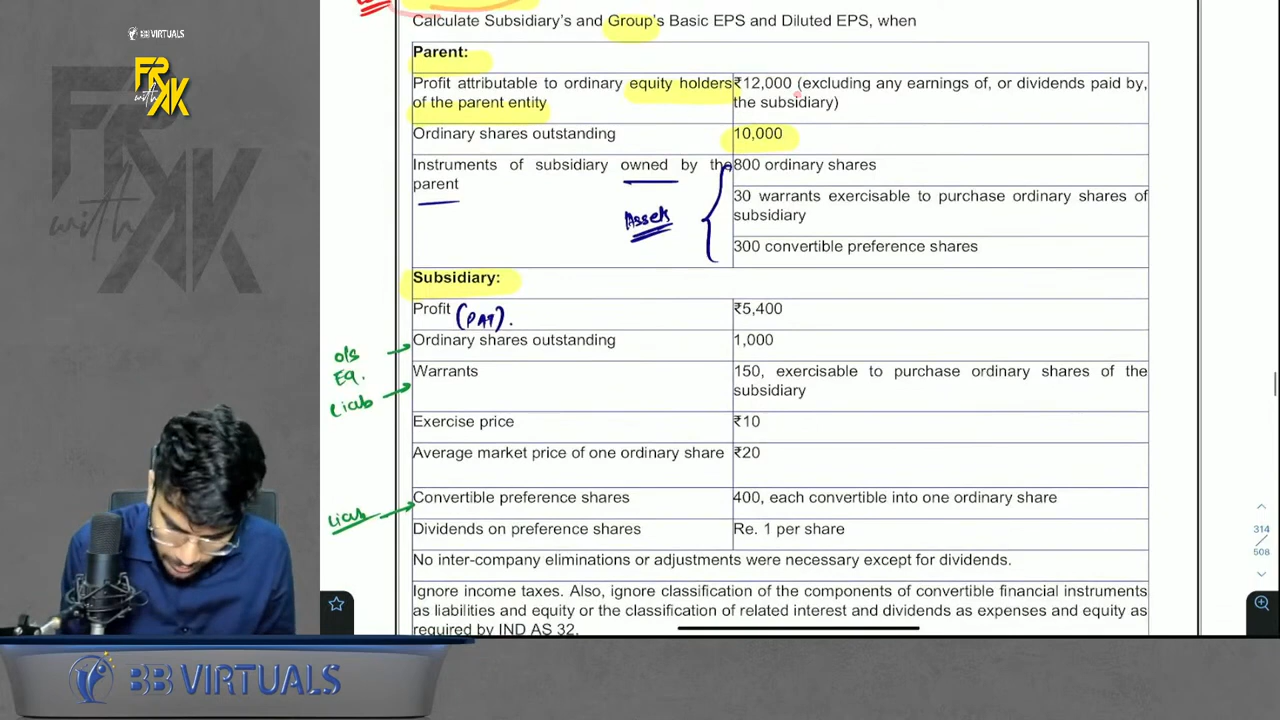 BB VIRTUALS
FR
with
AK
with
Calculate Subsidiary's and Group's Basic EPS and Diluted EPS, when
Parent:
Profit attributable to ordinary equity holders ₹12,000 (excluding any earnings of, or dividends paid by,
of the parent entity the subsidiary)
Ordinary shares outstanding 10,000
Instruments of subsidiary owned by the 800 ordinary shares
parent
30 warrants exercisable to purchase ordinary shares of
subsidiary
Assets
300 convertible preference shares
Subsidiary:
Profit (PAT). ₹5,400
Ordinary shares outstanding 1,000
o/s
Eq.
Warrants 150, exercisable to purchase ordinary shares of the
subsidiary
Liab
Exercise price ₹10
Average market price of one ordinary share ₹20
Convertible preference shares 400, each convertible into one ordinary share
Liab
Dividends on preference shares Re. 1 per share
No inter-company eliminations or adjustments were necessary except for dividends.
Ignore income taxes. Also, ignore classification of the components of convertible financial instruments
as liabilities and equity or the classification of related interest and dividends as expenses and equity as
required by IND AS 32.
314
508
BB VIRTUALS